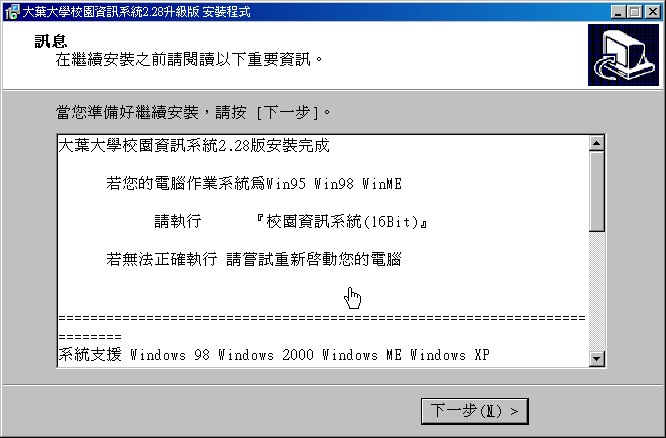 大葉大學校園資訊系統2.28升級版 安裝程式
訊息
在繼續安裝之前請閱讀以下重要資訊。
當您準備好繼續安裝，請按 [下一步]。
大葉大學校園資訊系統2.28版安裝完成
若您的電腦作業系統為Win95 Win98 WinME
請執行 『校園資訊系統(16Bit)』
若無法正確執行 請嘗試重新啓動您的電腦
==================================================================
========
系統支援 Windows 98 Windows 2000 Windows ME Windows XP
下一步(N) >